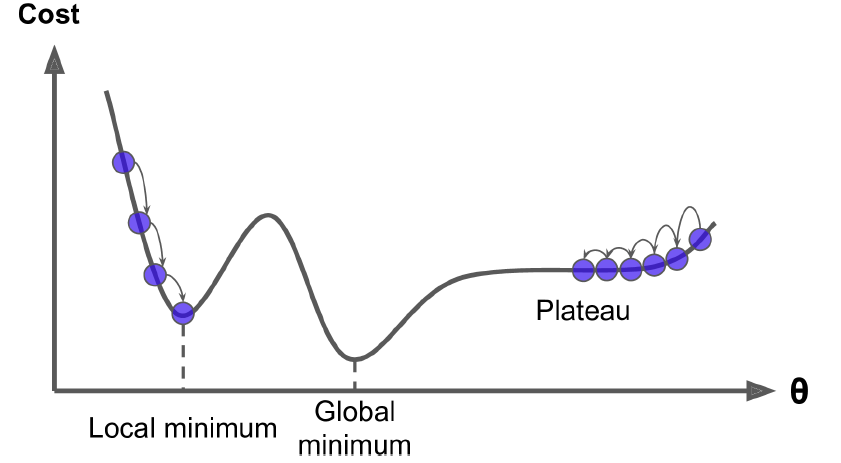 Cost
Plateau
θ
Local minimum
Global
minimum